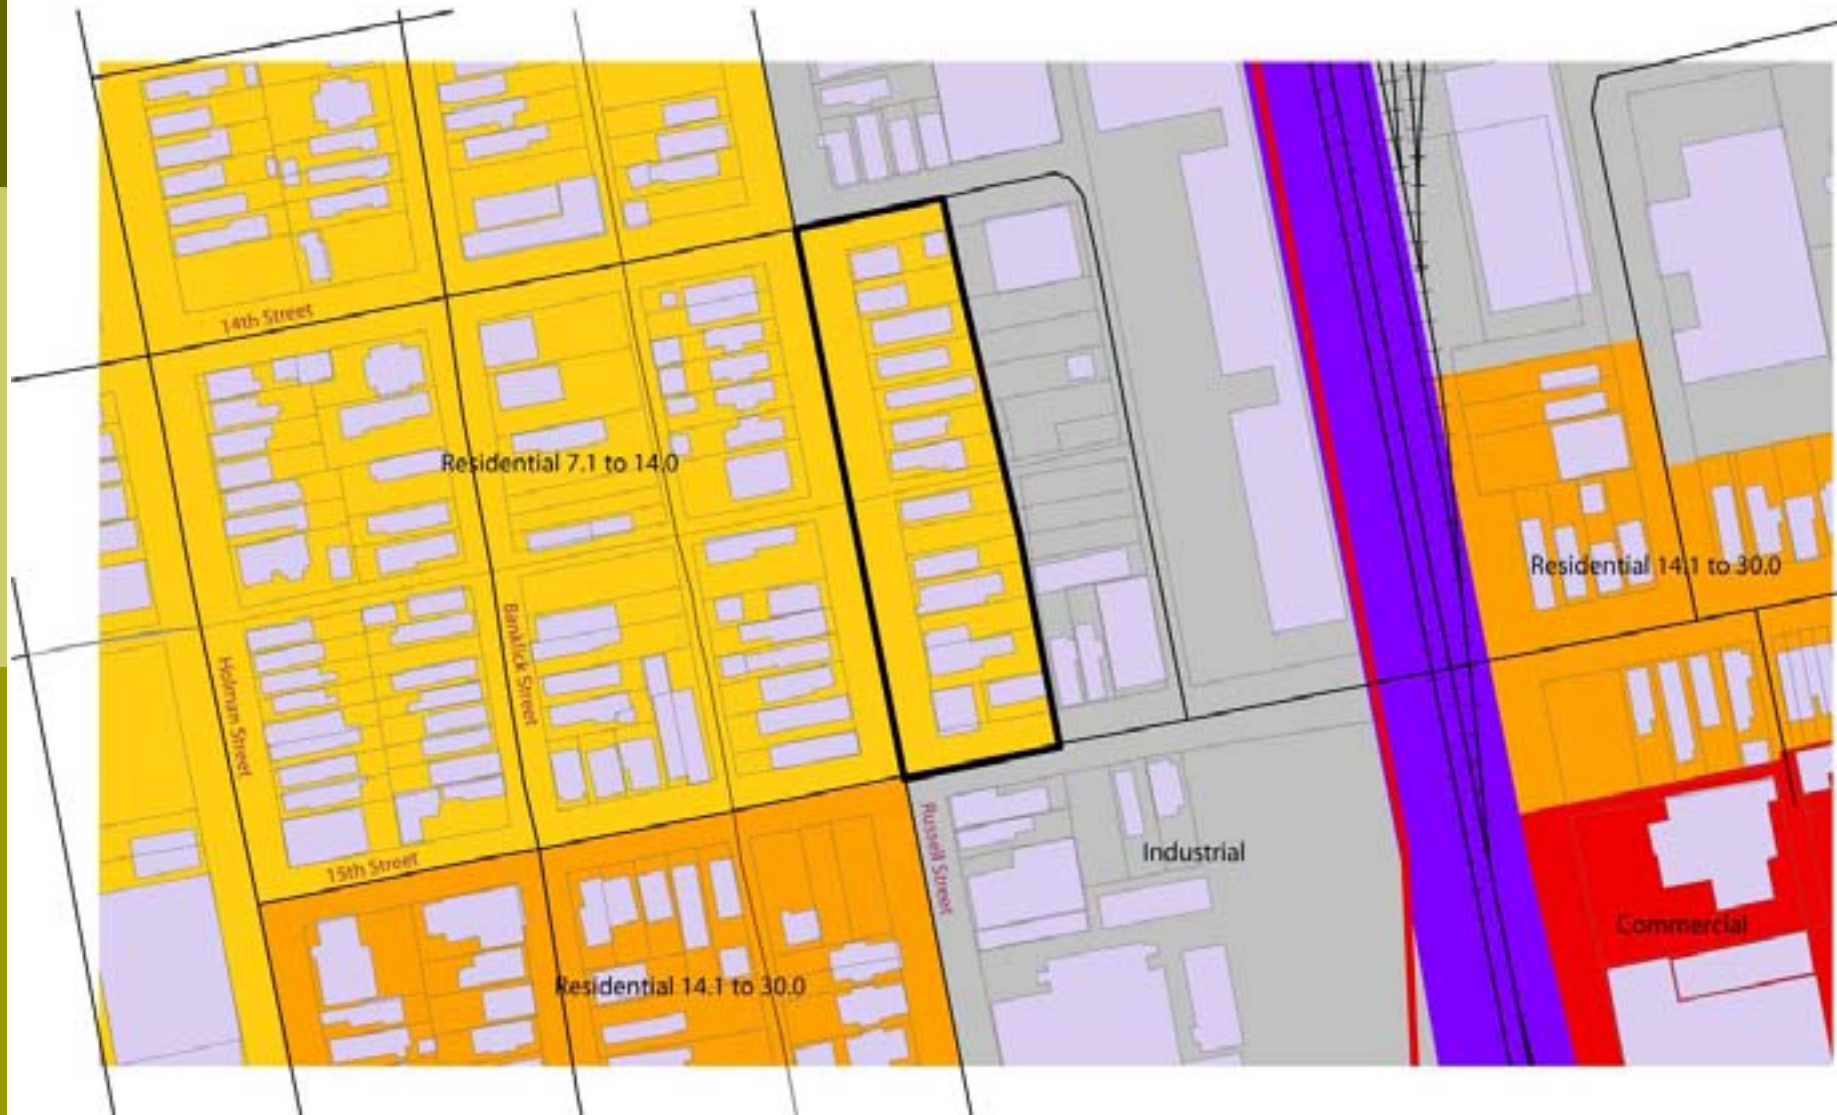 14th Street
Residential 7.1 to 14.0
Residential 14.1 to 30.0
Holman Street
Banklick Street
15th Street
Russell Street
Industrial
Commercial
Residential 14.1 to 30.0